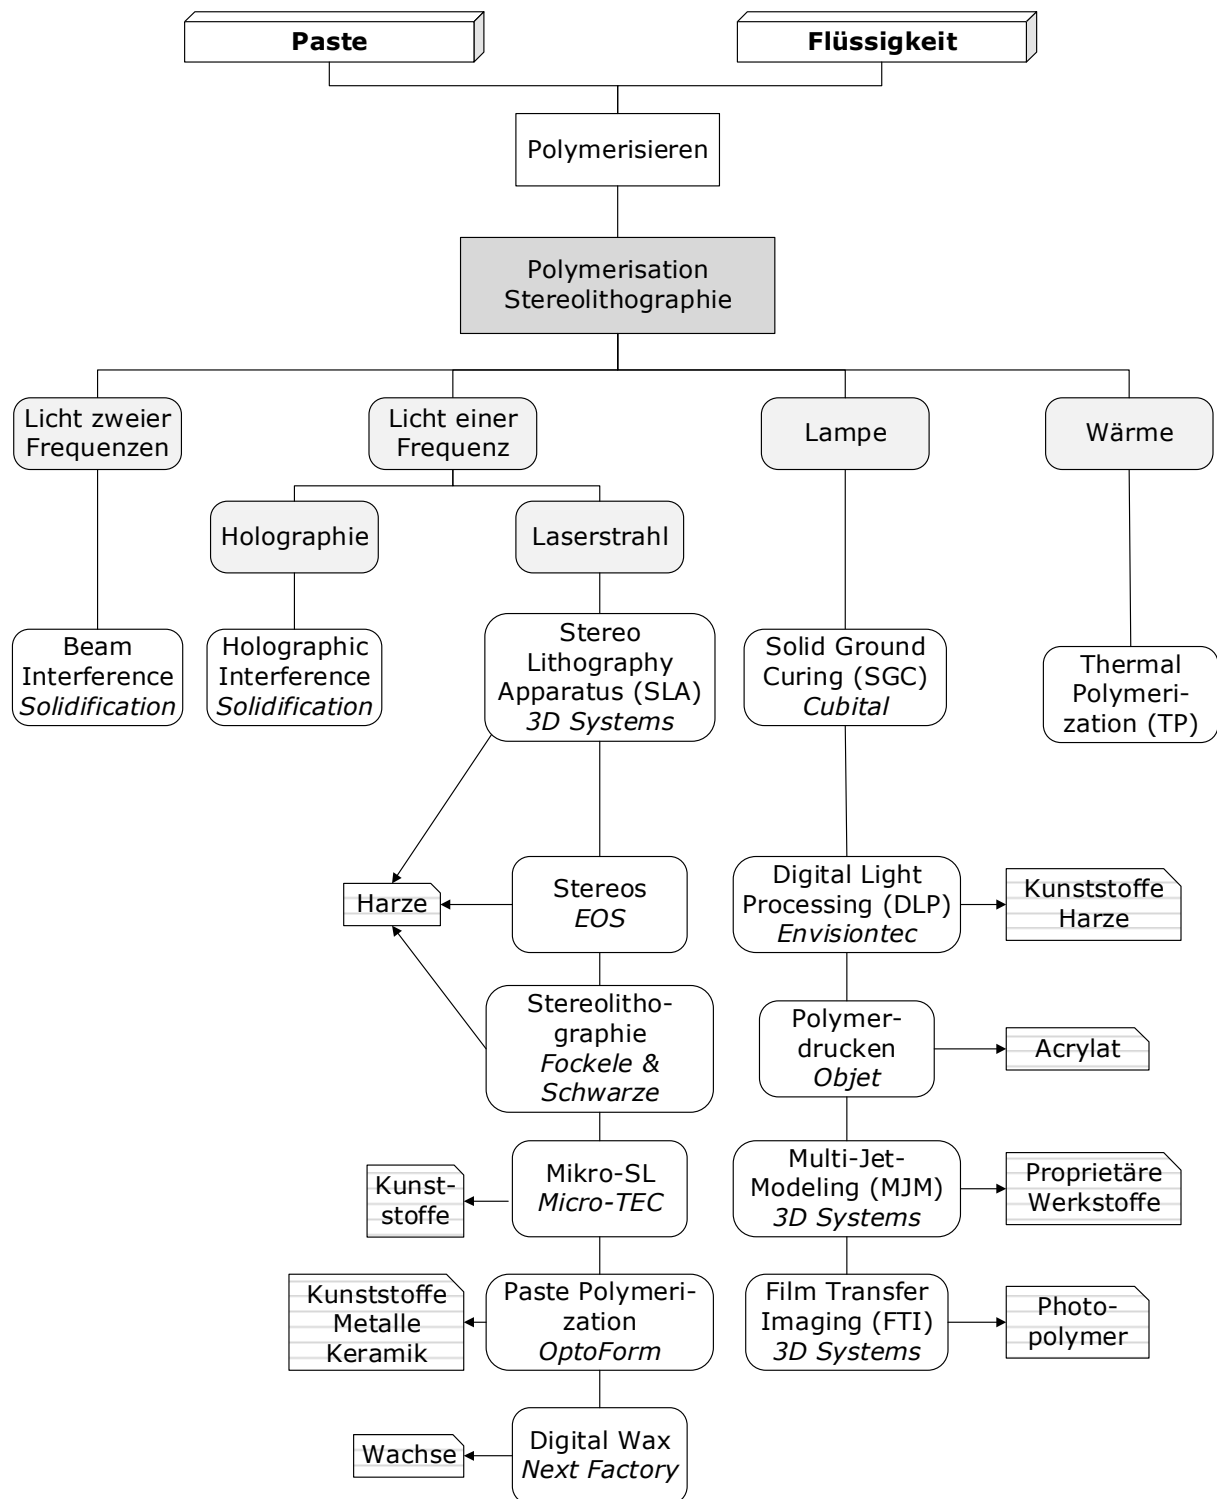 Paste
Flüssigkeit
Polymerisieren
Polymerisation
Stereolithographie
Licht zweier
Frequenzen
Licht einer
Frequenz
Lampe
Wärme
Holographie
Laserstrahl
Beam
Interference
Solidification
Holographic
Interference
Solidification
Stereo
Lithography
Apparatus (SLA)
3D Systems
Solid Ground
Curing (SGC)
Cubital
Thermal
Polymeri-
zation (TP)
Harze
Stereos
EOS
Digital Light
Processing (DLP)
Envisiontec
Kunststoffe
Harze
Stereolitho-
graphie
Fockele &
Schwarze
Polymer-
drucken
Objet
Acrylat
Kunst-
stoffe
Mikro-SL
Micro-TEC
Multi-Jet-
Modeling (MJM)
3D Systems
Proprietäre
Werkstoffe
Kunststoffe
Metalle
Keramik
Paste Polymeri-
zation
OptoForm
Film Transfer
Imaging (FTI)
3D Systems
Photo-
polymer
Wachse
Digital Wax
Next Factory